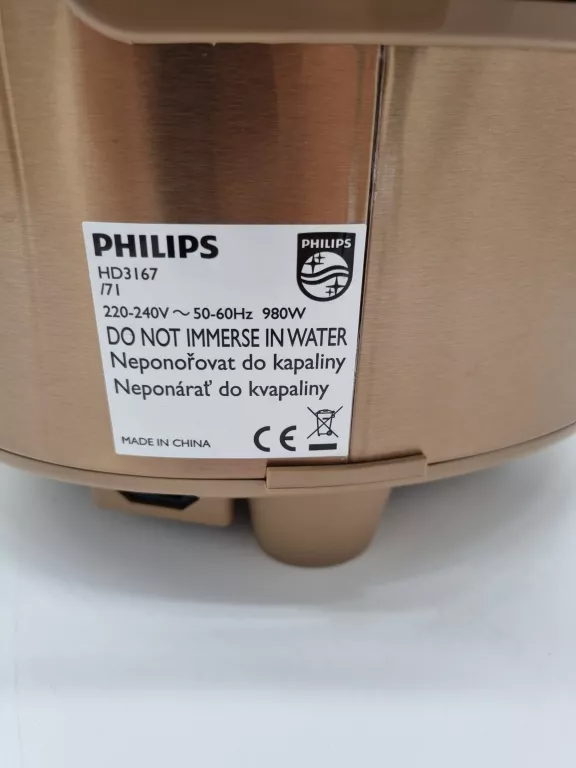 PHILIPS
PHILIPS
HD3167
/71
220-240V ~ 50-60Hz 980W
DO NOT IMMERSE IN WATER
Neponořovat do kapaliny
Neponárať do kvapaliny
MADE IN CHINA
CE